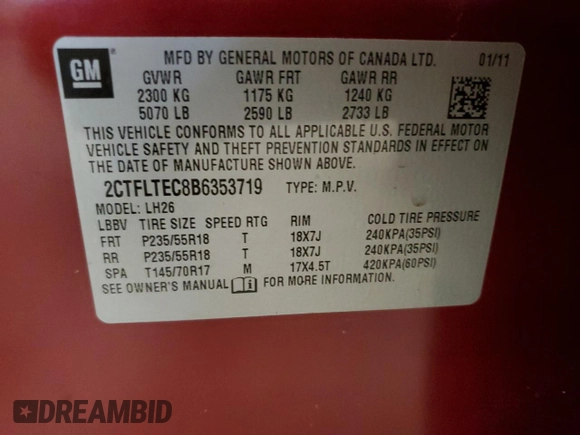 GM
MFD BY GENERAL MOTORS OF CANADA LTD. 01/11
GVWR GAWR FRT GAWR RR
2300 KG 1175 KG 1240 KG
5070 LB 2590 LB 2733 LB
THIS VEHICLE CONFORMS TO ALL APPLICABLE U.S. FEDERAL MOTOR
VEHICLE SAFETY AND THEFT PREVENTION STANDARDS IN EFFECT ON
THE DATE OF MANUFACTURE SHOWN ABOVE.
2CTFLTEC8B6353719 TYPE: M.P.V.
MODEL: LH26
LBBV TIRE SIZE SPEED RTG RIM COLD TIRE PRESSURE
FRT P235/55R18 T 18X7J 240KPA(35PSI)
RR P235/55R18 T 18X7J 240KPA(35PSI)
SPA T145/70R17 M 17X4.5T 420KPA(60PSI)
SEE OWNER'S MANUAL FOR MORE INFORMATION.
DREAMBID